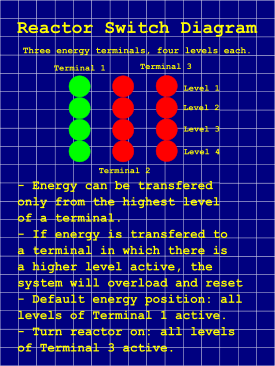 Reactor Switch Diagram
Three energy terminals, four levels each.
Terminal 1
Terminal 3
Level 1
Level 2
Level 3
Level 4
Terminal 2
- Energy can be transfered
only from the highest level
of a terminal.
- If energy is transfered to
a terminal in which there is
a higher level active, the
system will overload and reset
- Default energy position: all
levels of Terminal 1 active.
- Turn reactor on: all levels
of Terminal 3 active.